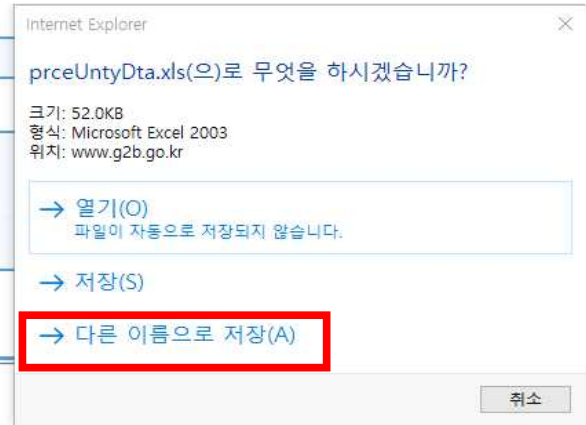 Internet Explorer
prceUntyDta.xls(으)로 무엇을 하시겠습니까?
크기: 52.0KB
형식: Microsoft Excel 2003
위치: www.g2b.go.kr
→ 열기(O)
파일이 자동으로 저장되지 않습니다.
→ 저장(S)
→ 다른 이름으로 저장(A)
취소